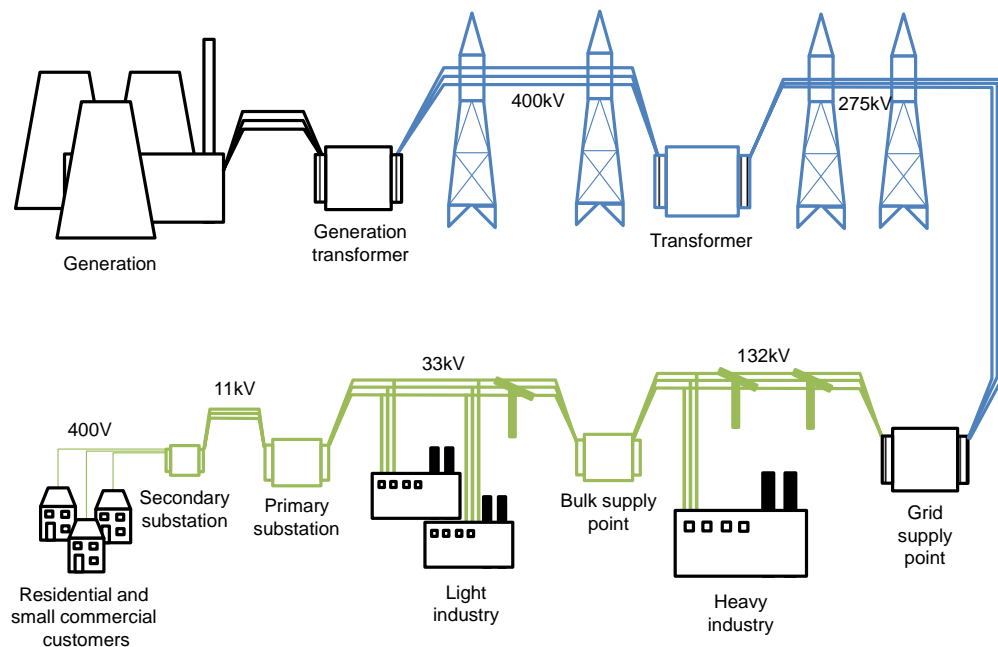 400kV
275kV
Generation
Generation
transformer
Transformer
132kV
33kV
11kV
400V
Secondary
substation
Primary
substation
Bulk supply
point
Grid
supply
point
Light
industry
Heavy
industry
Residential and
small commercial
customers